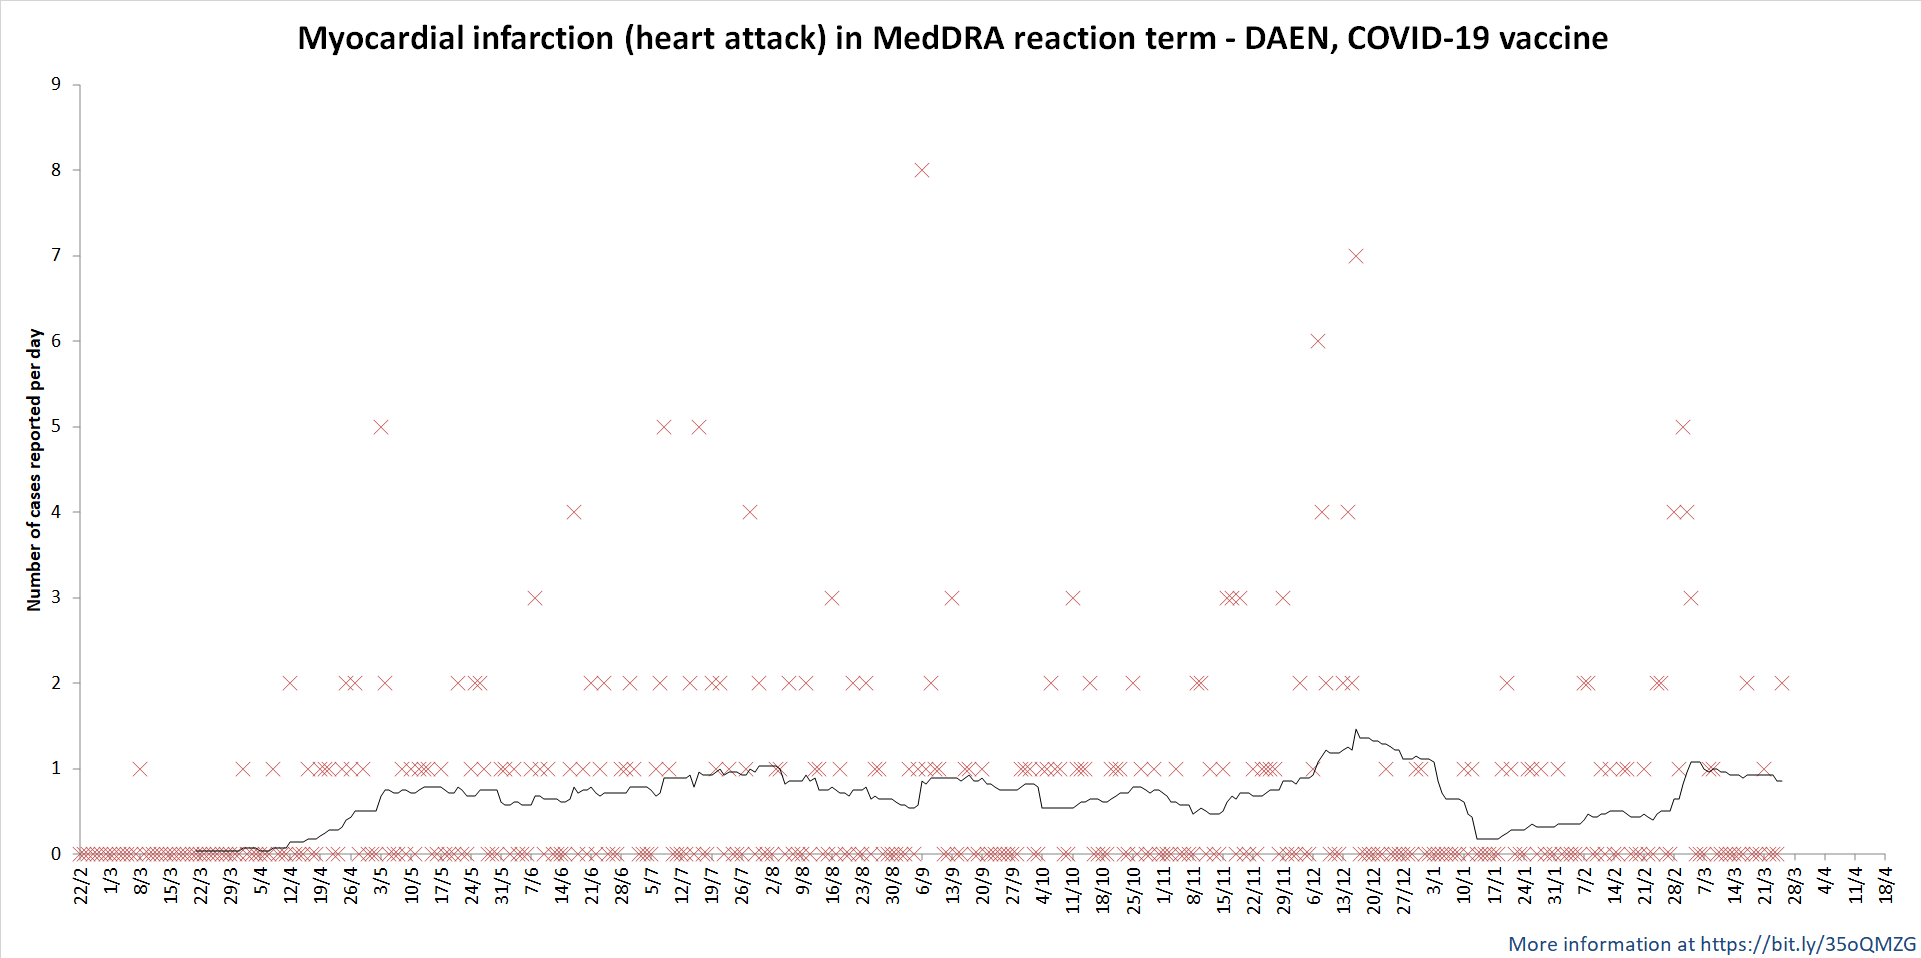 Myocardial infarction (heart attack) in MedDRA reaction term - DAEN, COVID-19 vaccine
Number of cases reported per day
9
8
7
6
5
4
3
2
1
0
22/2 1/3 8/3 15/3 22/3 29/3 5/4 12/4 19/4 26/4 3/5 10/5 17/5 24/5 31/5 7/6 14/6 21/6 28/6 5/7 12/7 19/7 26/7 2/8 9/8 16/8 23/8 30/8 6/9 13/9 20/9 27/9 4/10 11/10 18/10 25/10 1/11 8/11 15/11 22/11 29/11 6/12 13/12 20/12 27/12 3/1 10/1 17/1 24/1 31/1 7/2 14/2 21/2 28/2 7/3 14/3 21/3 28/3 4/4 11/4 18/4
More information at https://bit.ly/35oQMZG